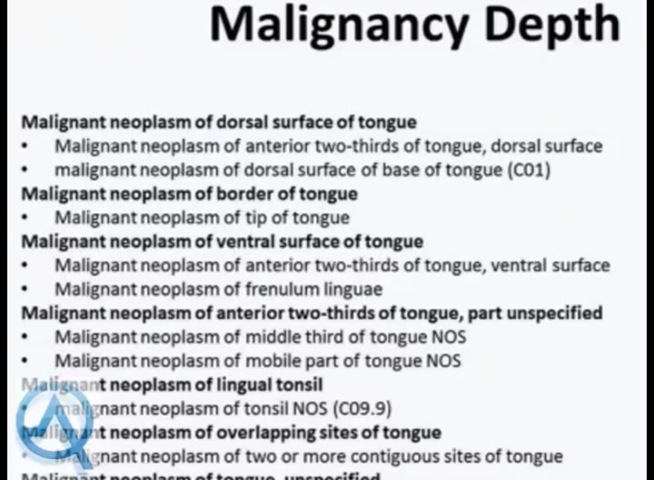 Malignancy Depth
Malignant neoplasm of dorsal surface of tongue
• Malignant neoplasm of anterior two-thirds of tongue, dorsal surface
• malignant neoplasm of dorsal surface of base of tongue (C01)
Malignant neoplasm of border of tongue
• Malignant neoplasm of tip of tongue
Malignant neoplasm of ventral surface of tongue
• Malignant neoplasm of anterior two-thirds of tongue, ventral surface
• Malignant neoplasm of frenulum linguae
Malignant neoplasm of anterior two-thirds of tongue, part unspecified
• Malignant neoplasm of middle third of tongue NOS
• Malignant neoplasm of mobile part of tongue NOS
Malignant neoplasm of lingual tonsil
• malignant neoplasm of tonsil NOS (C09.9)
Malignant neoplasm of overlapping sites of tongue
• Malignant neoplasm of two or more contiguous sites of tongue
Malignant neoplasm of tongue, unspecified